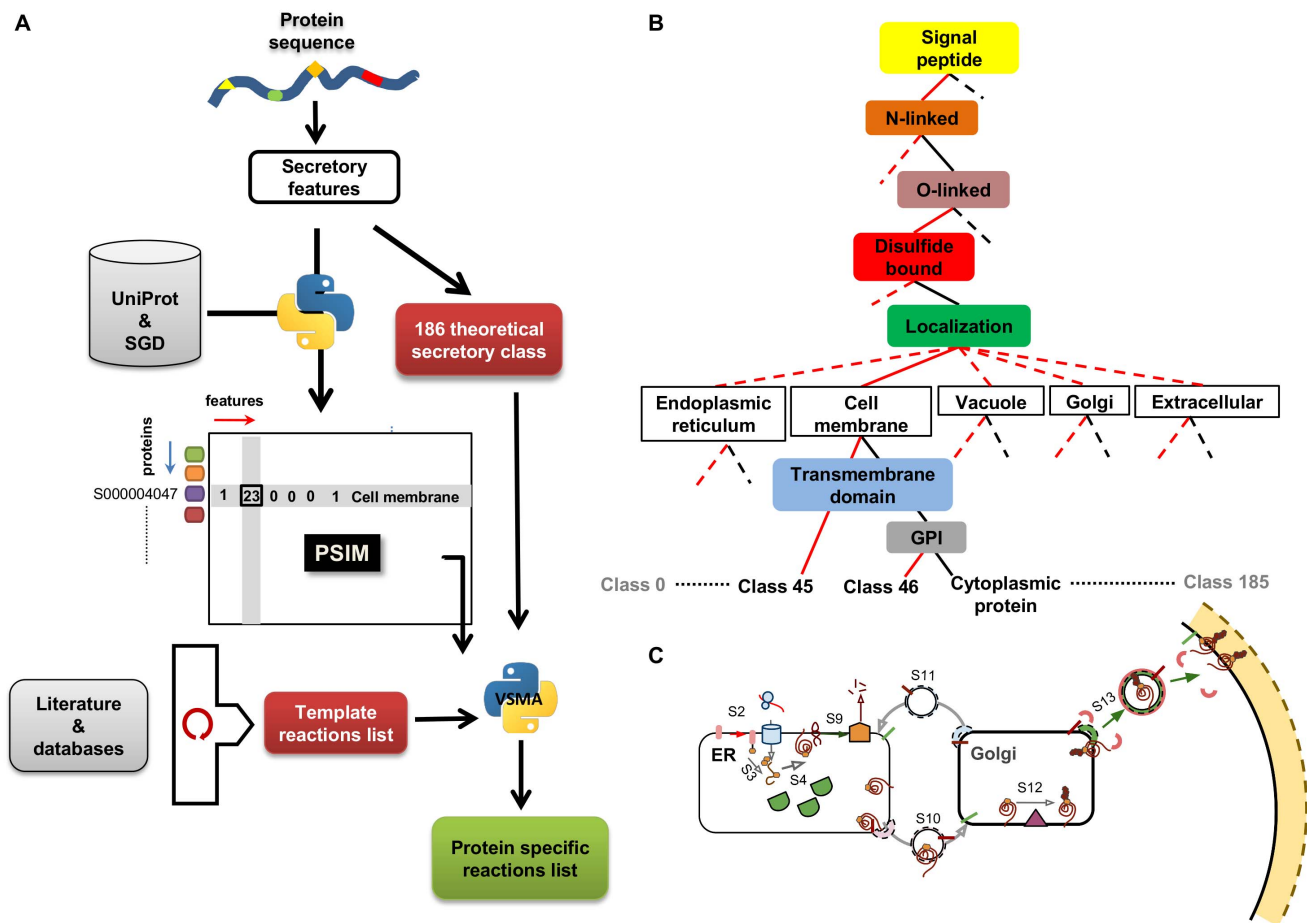 A
Protein
sequence
Secretory
features
UniProt
&
SGD
186 theoretical
secretory class
features
proteins
S000004047
1 23 0 0 0 1 Cell membrane
PSIM
Literature
&
databases
Template
reactions list
VSMA
Protein specific
reactions list
B
Signal
peptide
N-linked
O-linked
Disulfide
bound
Localization
Endoplasmic
reticulum
Cell
membrane
Vacuole
Golgi
Extracellular
Transmembrane
domain
GPI
Class 0
Class 45
Class 46
Cytoplasmic
protein
Class 185
C
S2
S9
S11
S13
ER
Golgi
S3
S4
S12
S10